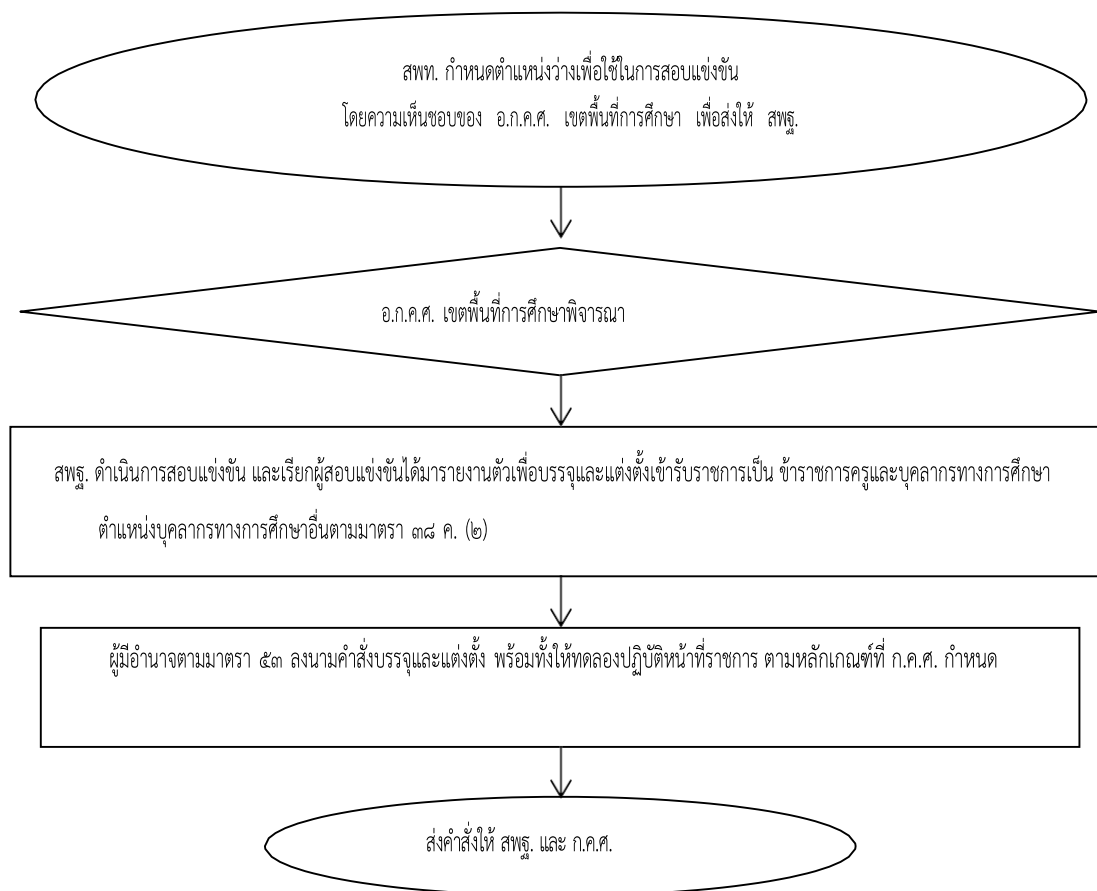 สพท. กำหนดตำแหน่งว่างเพื่อใช้ในการสอบแข่งขัน
โดยความเห็นชอบของ อ.ก.ค.ศ. เขตพื้นที่การศึกษา เพื่อส่งให้ สพฐ.
อ.ก.ค.ศ. เขตพื้นที่การศึกษาพิจารณา
สพฐ. ดำเนินการสอบแข่งขัน และเรียกผู้สอบแข่งขันได้มารายงานตัวเพื่อบรรจุและแต่งตั้งเข้ารับราชการเป็น ข้าราชการครูและบุคลากรทางการศึกษา
ตำแหน่งบุคลากรทางการศึกษาอื่นตามมาตรา ๓๘ ค. (๒)
ผู้มีอำนาจตามมาตรา ๕๓ ลงนามคำสั่งบรรจุและแต่งตั้ง พร้อมทั้งให้ทดลองปฏิบัติหน้าที่ราชการ ตามหลักเกณฑ์ที่ ก.ค.ศ. กำหนด
ส่งคำสั่งให้ สพฐ. และ ก.ค.ศ.